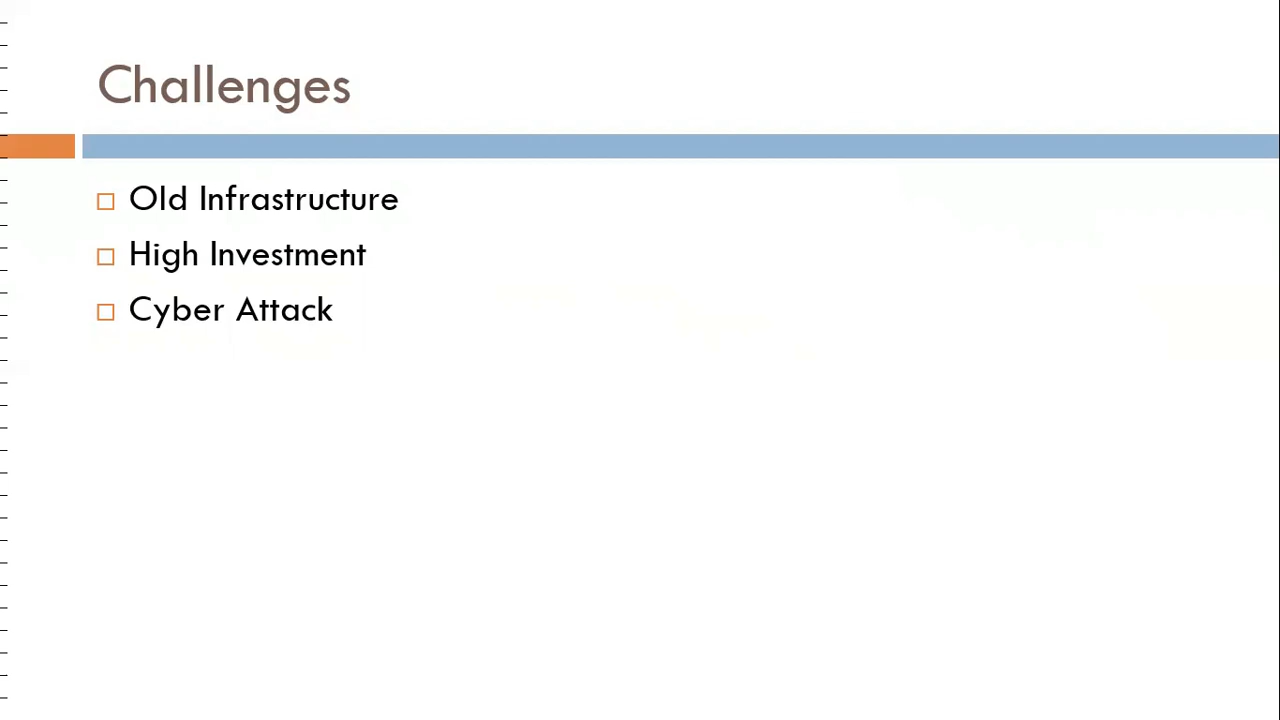 Challenges
Old Infrastructure
High Investment
Cyber Attack